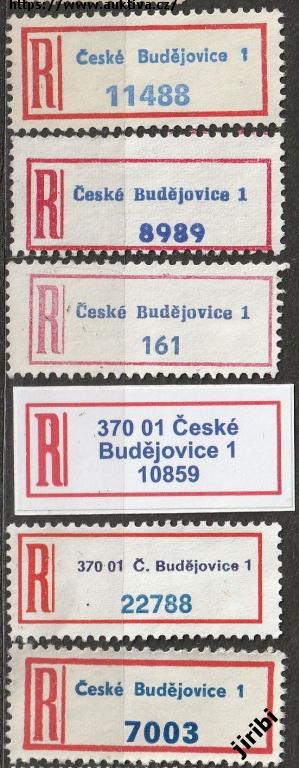 https://www.auktiva.cz/
R České Budějovice 1
11488
R České Budějovice 1
8989
R České Budějovice 1
161
R 370 01 České
Budějovice 1
10859
R 370 01 Č. Budějovice 1
22788
R České Budějovice 1
7003
jiribi